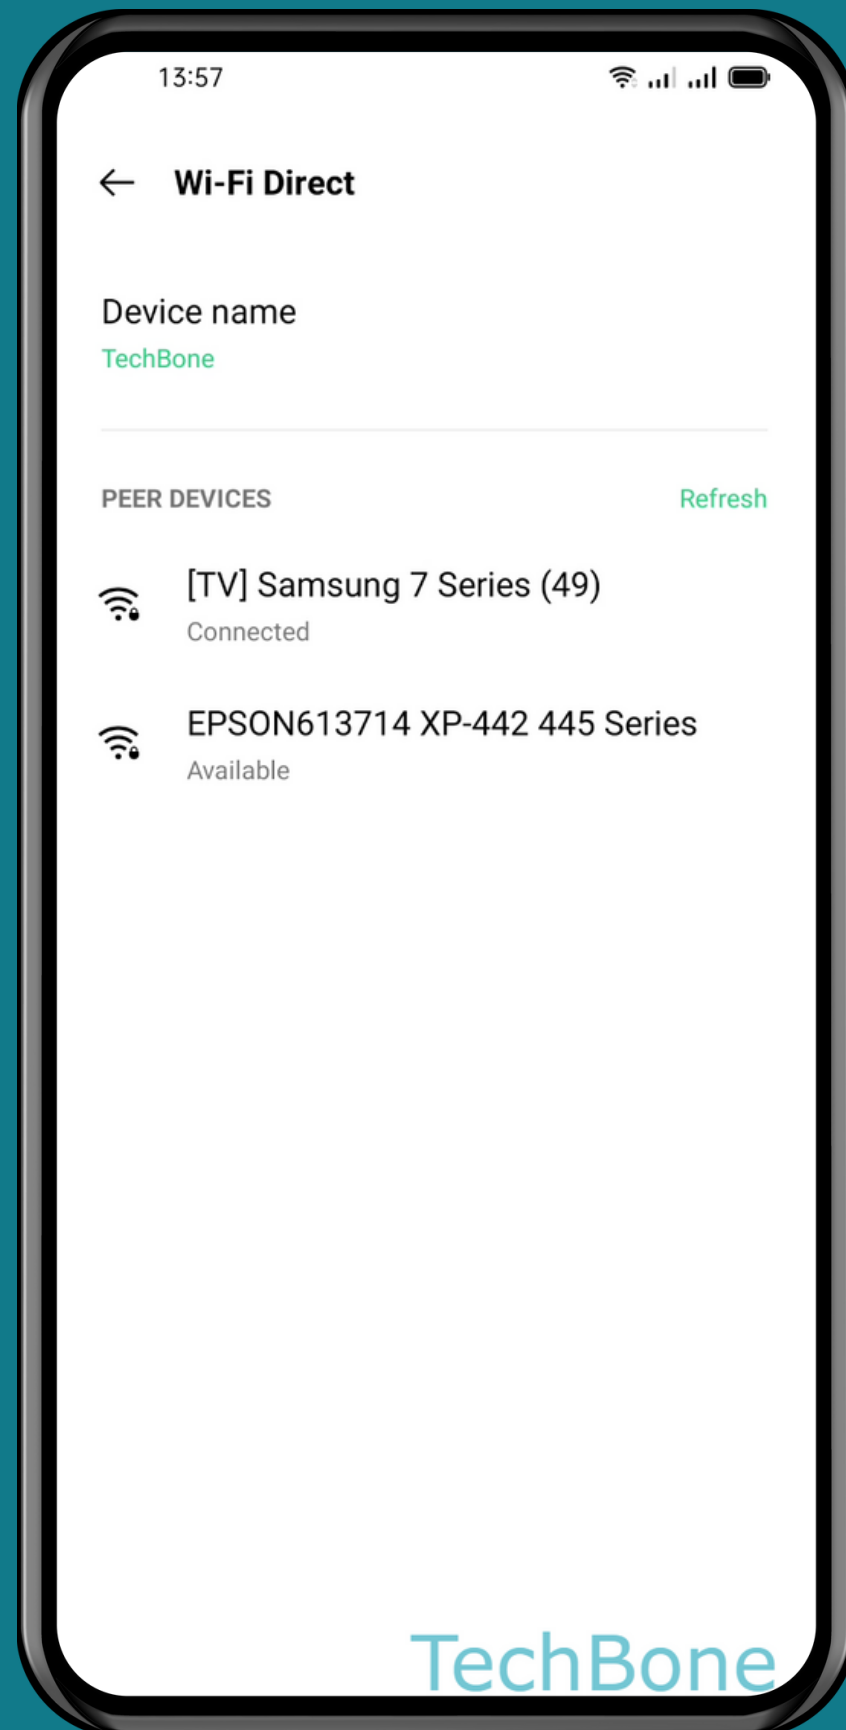 13:57
Wi-Fi Direct
Device name
TechBone
PEER DEVICES
Refresh
[TV] Samsung 7 Series (49)
Connected
EPSON613714 XP-442 445 Series
Available
TechBone